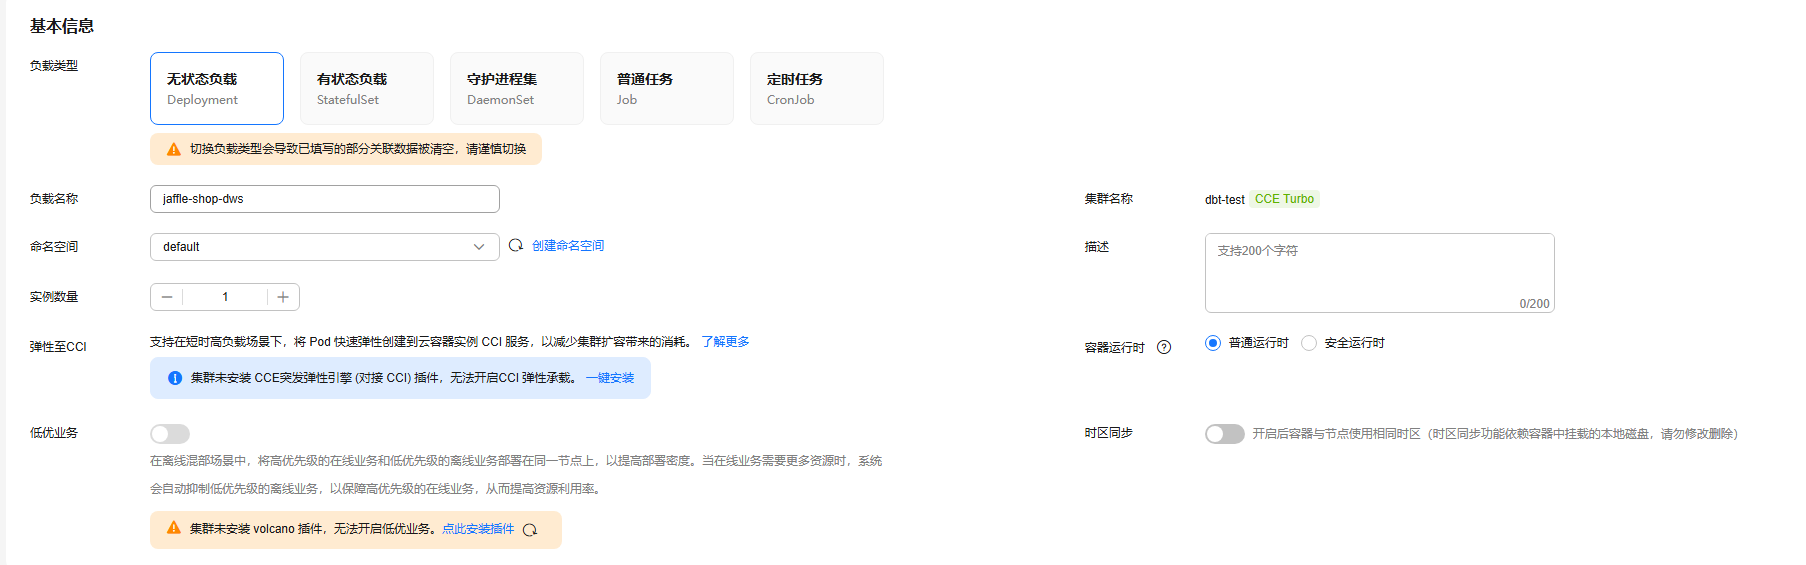 基本信息
负载类型
无状态负载
Deployment
有状态负载
StatefulSet
守护进程集
DaemonSet
普通任务
Job
定时任务
CronJob
切换负载类型会导致已填写的部分关联数据被清空，请谨慎切换
负载名称
jaffle-shop-dws
集群名称
dbt-test CCE Turbo
命名空间
default
创建命名空间
描述
支持200个字符
0/200
实例数量
1
弹性至CCI
支持在短时高负载场景下，将 Pod 快速弹性创建到云容器实例 CCI 服务，以减少集群扩容带来的消耗。 了解更多
集群未安装 CCE突发弹性引擎 (对接 CCI) 插件，无法开启CCI 弹性承载。 一键安装
容器运行时
普通运行时
安全运行时
低优业务
在离线混部场景中，将高优先级的在线业务和低优先级的离线业务部署在同一节点上，以提高部署密度。当在线业务需要更多资源时，系统
会自动抑制低优先级的离线业务，以保障高优先级的在线业务，从而提高资源利用率。
集群未安装 volcano 插件，无法开启低优业务。点此安装插件
时区同步
开启后容器与节点使用相同时区（时区同步功能依赖容器中挂载的本地磁盘，请勿修改删除）